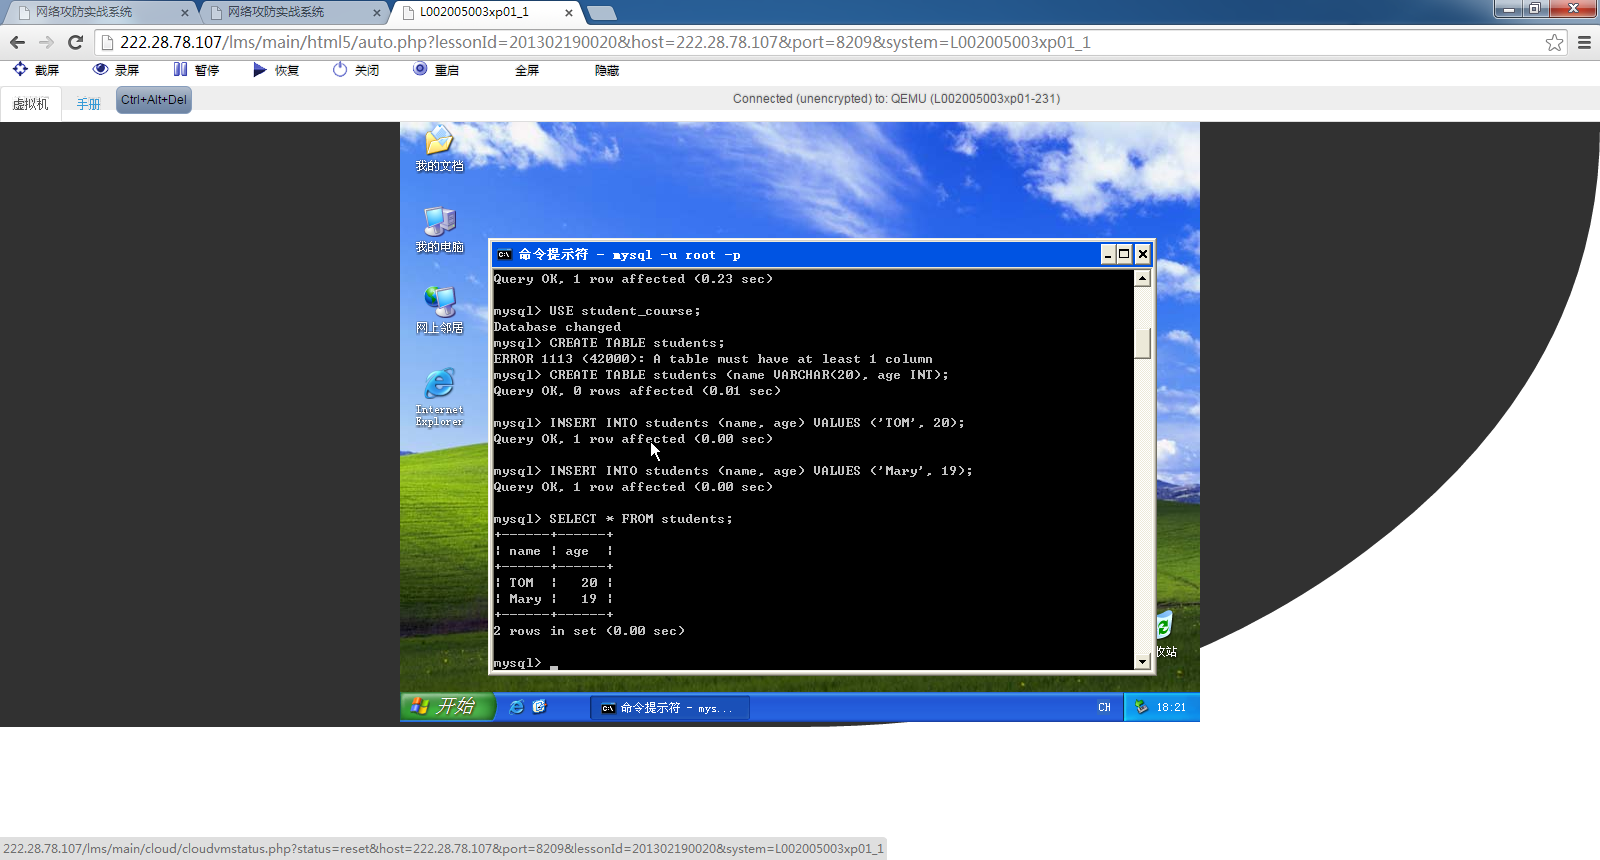 网络攻防实战系统
网络攻防实战系统
L002005003xp01_1
222.28.78.107/lms/main/html5/auto.php?lessonId=201302190020&host=222.28.78.107&port=8209&system=L002005003xp01_1
截屏 录屏 暂停 恢复 关闭 重启 全屏 隐藏
虚拟机 手册 Ctrl+Alt+Del
Connected (unencrypted) to: QEMU (L002005003xp01-231)
我的文档
我的电脑
网上邻居
Internet
Explorer
命令提示符 - mysql -u root -p
Query OK, 1 row affected (0.23 sec)
mysql> USE student_course;
Database changed
mysql> CREATE TABLE students;
ERROR 1113 (42000): A table must have at least 1 column
mysql> CREATE TABLE students (name VARCHAR(20), age INT);
Query OK, 0 rows affected (0.01 sec)
mysql> INSERT INTO students (name, age) VALUES ('TOM', 20);
Query OK, 1 row affected (0.00 sec)
mysql> INSERT INTO students (name, age) VALUES ('Mary', 19);
Query OK, 1 row affected (0.00 sec)
mysql> SELECT * FROM students;
+------+------+
| name | age  |
+------+------+
| TOM  |   20 |
| Mary |   19 |
+------+------+
2 rows in set (0.00 sec)
mysql> _
收站
开始
命令提示符 - mys...
CH
18:21
222.28.78.107/lms/main/cloud/cloudvmstatus.php?status=reset&host=222.28.78.107&port=8209&lessonId=201302190020&system=L002005003xp01_1